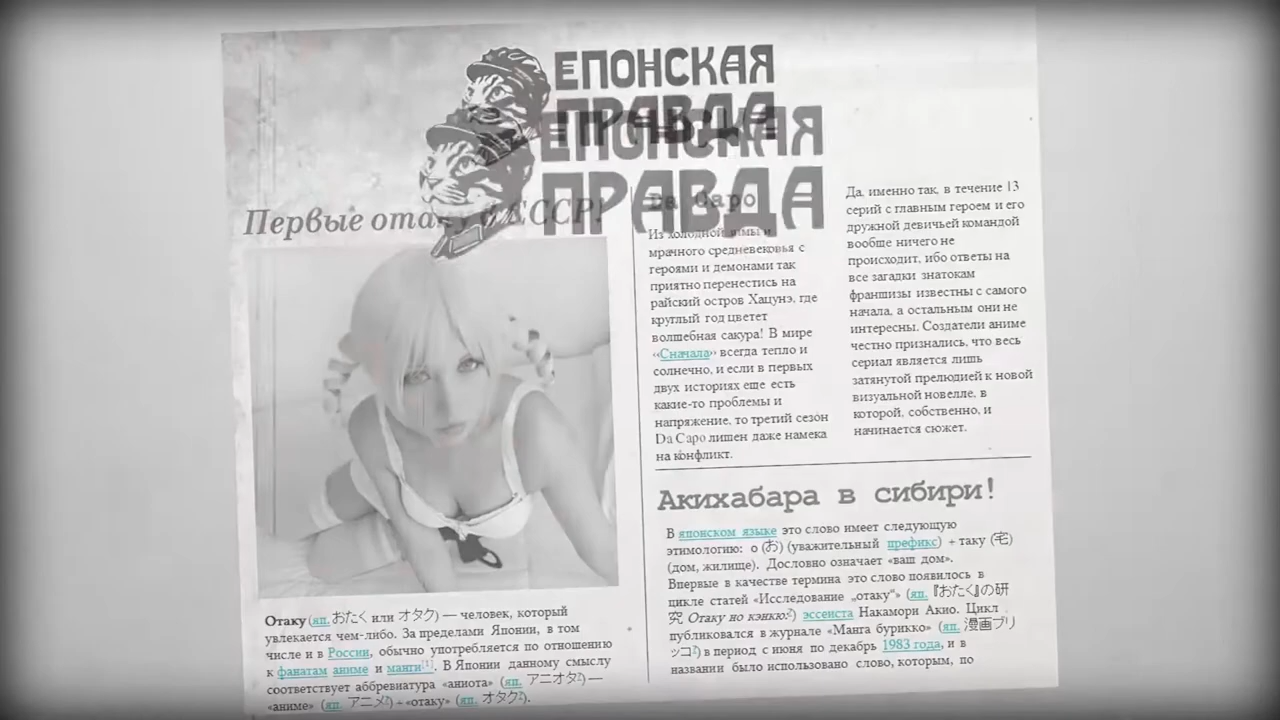 ЕПОНСКАЯ
ПРАВДА
ЕПОНСКАЯ
ПРАВДА
Первые отаку в СССР!
Отаку (яп. おたく или オタク) — человек, который
увлекается чем-либо. За пределами Японии, в том
числе и в России, обычно употребляется по отношению
к фанатам аниме и манги[1]. В Японии данному смыслу
соответствует аббревиатура «аниота» (яп. アニオタ?) —
«аниме» (яп. アニメ?) + «отаку» (яп. オタク?).
Da Capo
Из холодной зимы и
мрачного средневековья с
героями и демонами так
приятно перенестись на
райский остров Хацунэ, где
круглый год цветет
волшебная сакура! В мире
«Сначала» всегда тепло и
солнечно, и если в первых
двух историях еще есть
какие-то проблемы и
напряжение, то третий сезон
Da Capo лишен даже намека
на конфликт.
Да, именно так, в течение 13
серий с главным героем и его
дружной девичьей командой
вообще ничего не
происходит, ибо ответы на
все загадки знатокам
франшизы известны с самого
начала, а остальным они не
интересны. Создатели аниме
честно признались, что весь
сериал является лишь
затянутой прелюдией к новой
визуальной новелле, в
которой, собственно, и
начинается сюжет.
Акихабара в сибири!
В японском языке это слово имеет следующую
этимологию: о (お) (уважительный префикс) + таку (宅)
(дом, жилище). Дословно означает «ваш дом».
Впервые в качестве термина это слово появилось в
цикле статей «Исследование „отаку“» (яп. 『おたく』の研
究 Отаку но кэнкю:?) эссеиста Накамори Акио. Цикл
публиковался в журнале «Манга бурикко» (яп. 漫画ブリ
ッコ?) в период с июня по декабрь 1983 года, и в
названии было использовано слово, которым, по